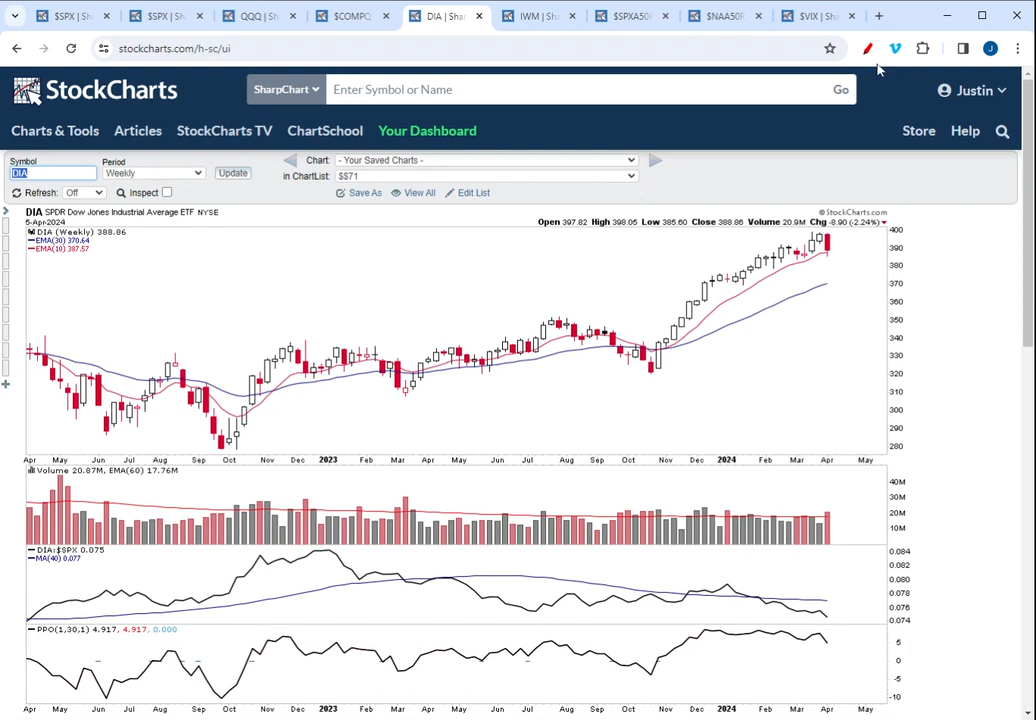 $SPX | Sh
$SPX | Sh
QQQ | Sh
$COMPQ
DIA | Shar
IWM | Sha
$SPXA50R
$NAA50R
$VIX | Sha
stockcharts.com/h-sc/ui
J
StockCharts
SharpChart
Enter Symbol or Name
Go
Justin
Charts & Tools
Articles
StockCharts TV
ChartSchool
Your Dashboard
Store
Help
Symbol
Period
Chart:
- Your Saved Charts -
DIA
Weekly
Update
in ChartList:
$$71
Refresh:
Off
Inspect
Save As
View All
Edit List
DIA SPDR Dow Jones Industrial Average ETF NYSE
© StockCharts.com
5-Apr-2024
Open 397.82 High 398.05 Low 385.60 Close 388.86 Volume 20.9M Chg -8.90 (-2.24%)
DIA (Weekly) 388.86
EMA(30) 370.64
EMA(10) 387.57
400
390
380
370
360
350
340
330
320
310
300
290
280
Apr May Jun Jul Aug Sep Oct Nov Dec 2023 Feb Mar Apr May Jun Jul Aug Sep Oct Nov Dec 2024 Feb Mar Apr May
Volume 20.87M, EMA(60) 17.76M
40M
30M
20M
10M
DIA:$SPX 0.075
MA(40) 0.077
0.084
0.082
0.080
0.078
0.076
0.074
PPO(1,30,1) 4.917, 4.917, 0.000
5
0
-5
-10
Apr May Jun Jul Aug Sep Oct Nov Dec 2023 Feb Mar Apr May Jun Jul Aug Sep Oct Nov Dec 2024 Feb Mar Apr May